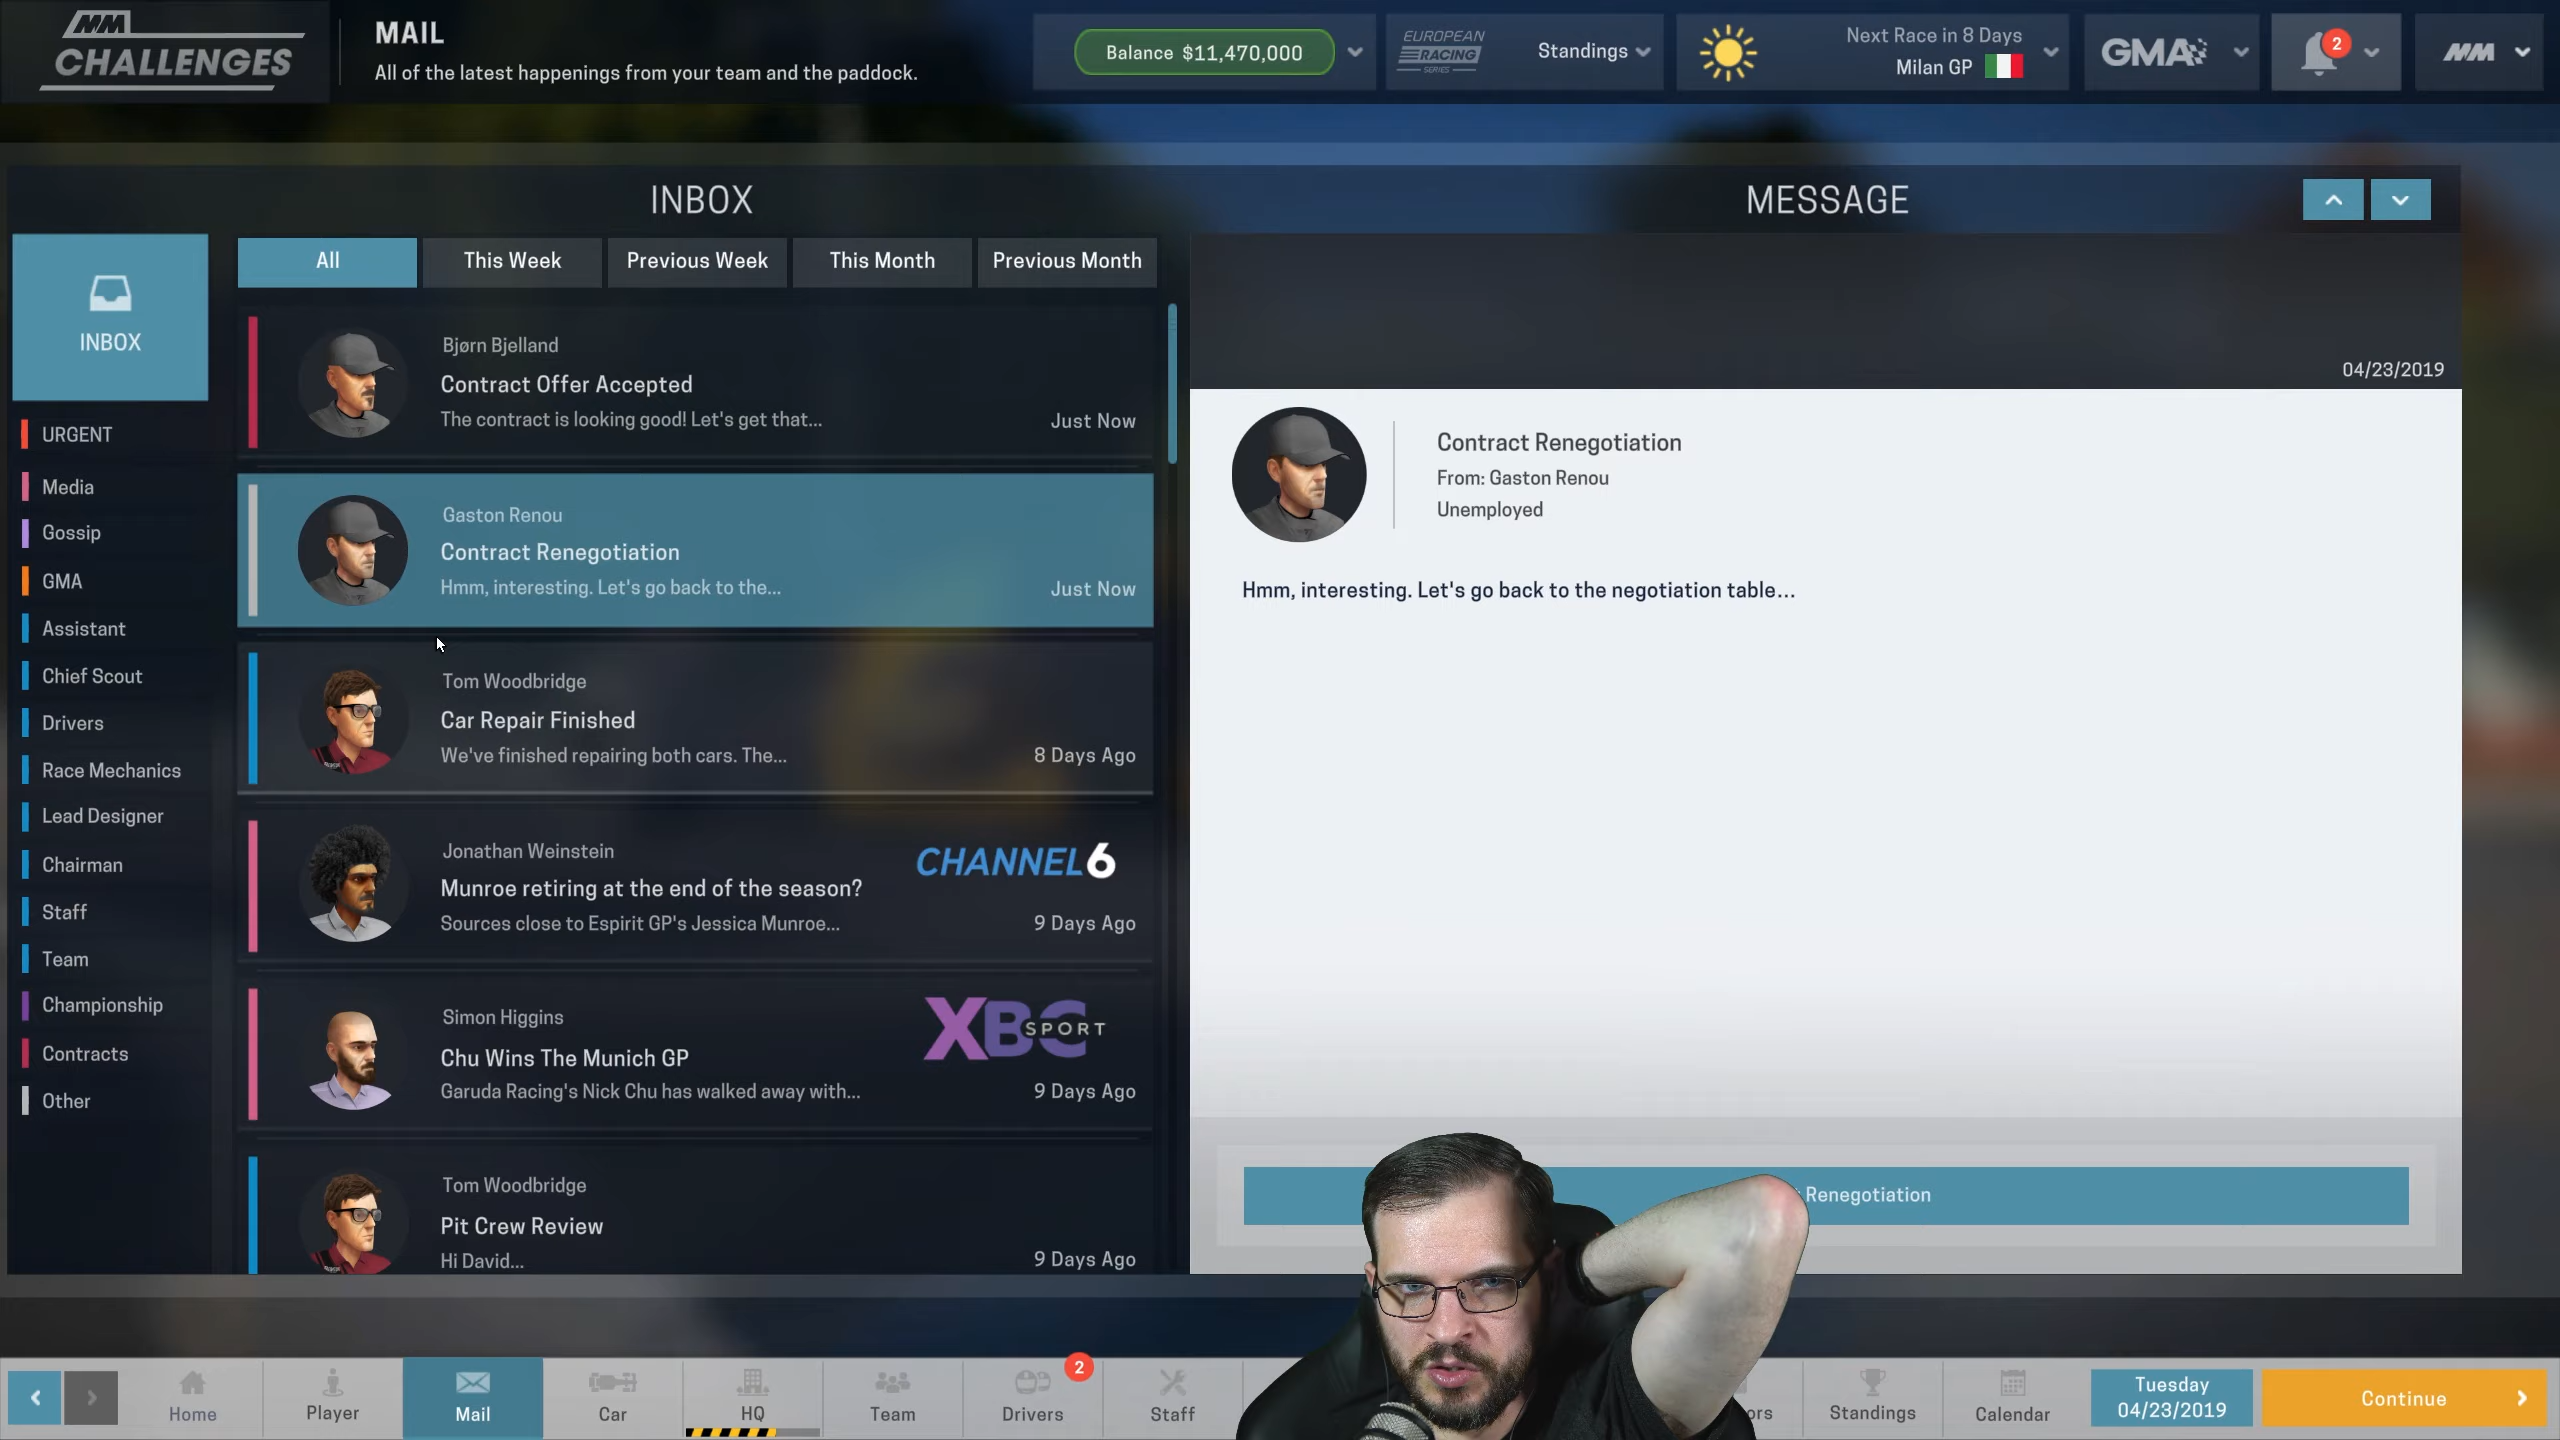 MM
CHALLENGES
MAIL
All of the latest happenings from your team and the paddock.
Balance $11,470,000
EUROPEAN
RACING
SERIES
Standings
Next Race in 8 Days
Milan GP
GMA
2
MM
INBOX
MESSAGE
INBOX
URGENT
Media
Gossip
GMA
Assistant
Chief Scout
Drivers
Race Mechanics
Lead Designer
Chairman
Staff
Team
Championship
Contracts
Other
All
This Week
Previous Week
This Month
Previous Month
Bjørn Bjelland
Contract Offer Accepted
The contract is looking good! Let's get that...
Just Now
Gaston Renou
Contract Renegotiation
Hmm, interesting. Let's go back to the...
Just Now
Tom Woodbridge
Car Repair Finished
We've finished repairing both cars. The...
8 Days Ago
Jonathan Weinstein
CHANNEL6
Munroe retiring at the end of the season?
Sources close to Espirit GP's Jessica Munroe...
9 Days Ago
Simon Higgins
XBC SPORT
Chu Wins The Munich GP
Garuda Racing's Nick Chu has walked away with...
9 Days Ago
Tom Woodbridge
Pit Crew Review
Hi David...
9 Days Ago
04/23/2019
Contract Renegotiation
From: Gaston Renou
Unemployed
Hmm, interesting. Let's go back to the negotiation table...
Renegotiation
Home
Player
Mail
Car
HQ
Team
2
Drivers
Staff
ors
Standings
Calendar
Tuesday
04/23/2019
Continue